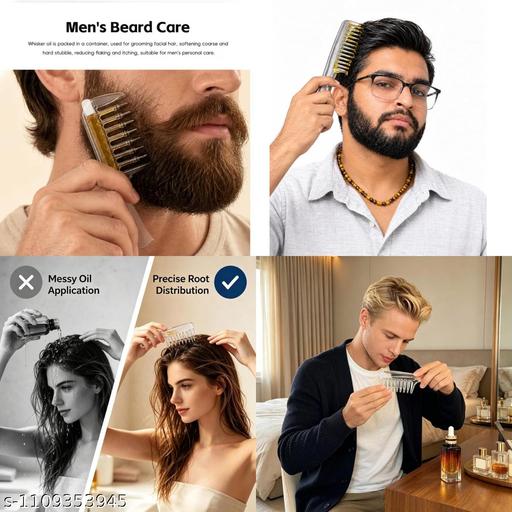 Men's Beard Care
Whisker oil is packed in a container, used for grooming facial hair, softening coarse and
hard stubble, reducing flaking and itching, suitable for men's personal care.
Messy Oil
Application
Precise Root
Distribution
s-1109353945